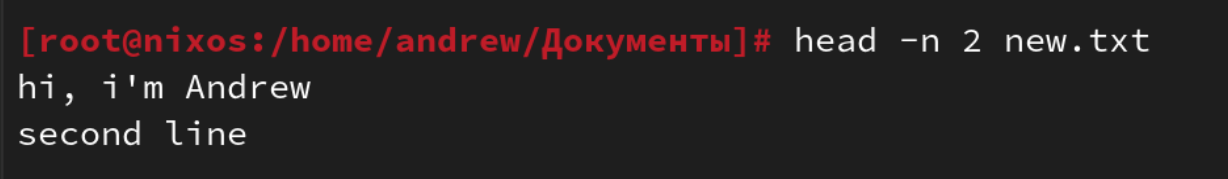 [root@nixos:/home/andrew/Документы]# head -n 2 new.txt
hi, i'm Andrew
second line